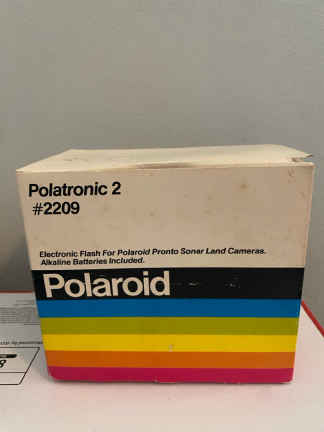 Polatronic 2
#2209
Electronic Flash For Polaroid Pronto Sonar Land Cameras.
Alkaline Batteries Included.
Polaroid